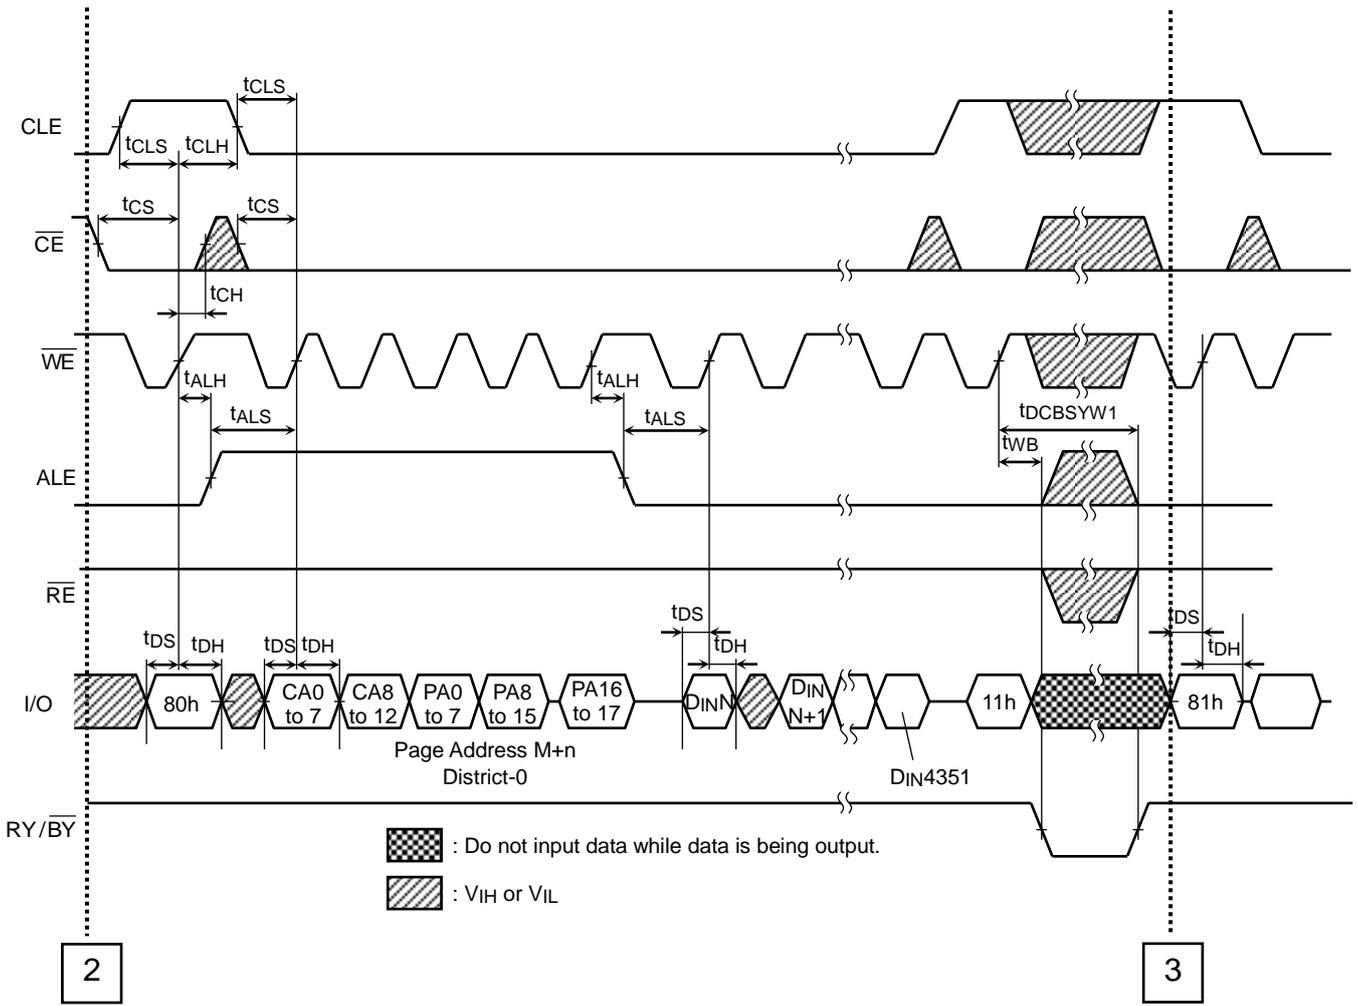 tCLS
CLE
tCLS tCLH
tCS tCS
CE
tCH
WE
tALH tALH
tALS tALS tDCBSYW1
tWB
ALE
RE
tDS tDH tDS tDH tDS tDH tDS tDH
I/O
80h
CA0 to 7
CA8 to 12
PA0 to 7
PA8 to 15
PA16 to 17
DINN
DIN N+1
11h
81h
Page Address M+n
District-0
DIN4351
RY/BY
: Do not input data while data is being output.
: VIH or VIL
2
3